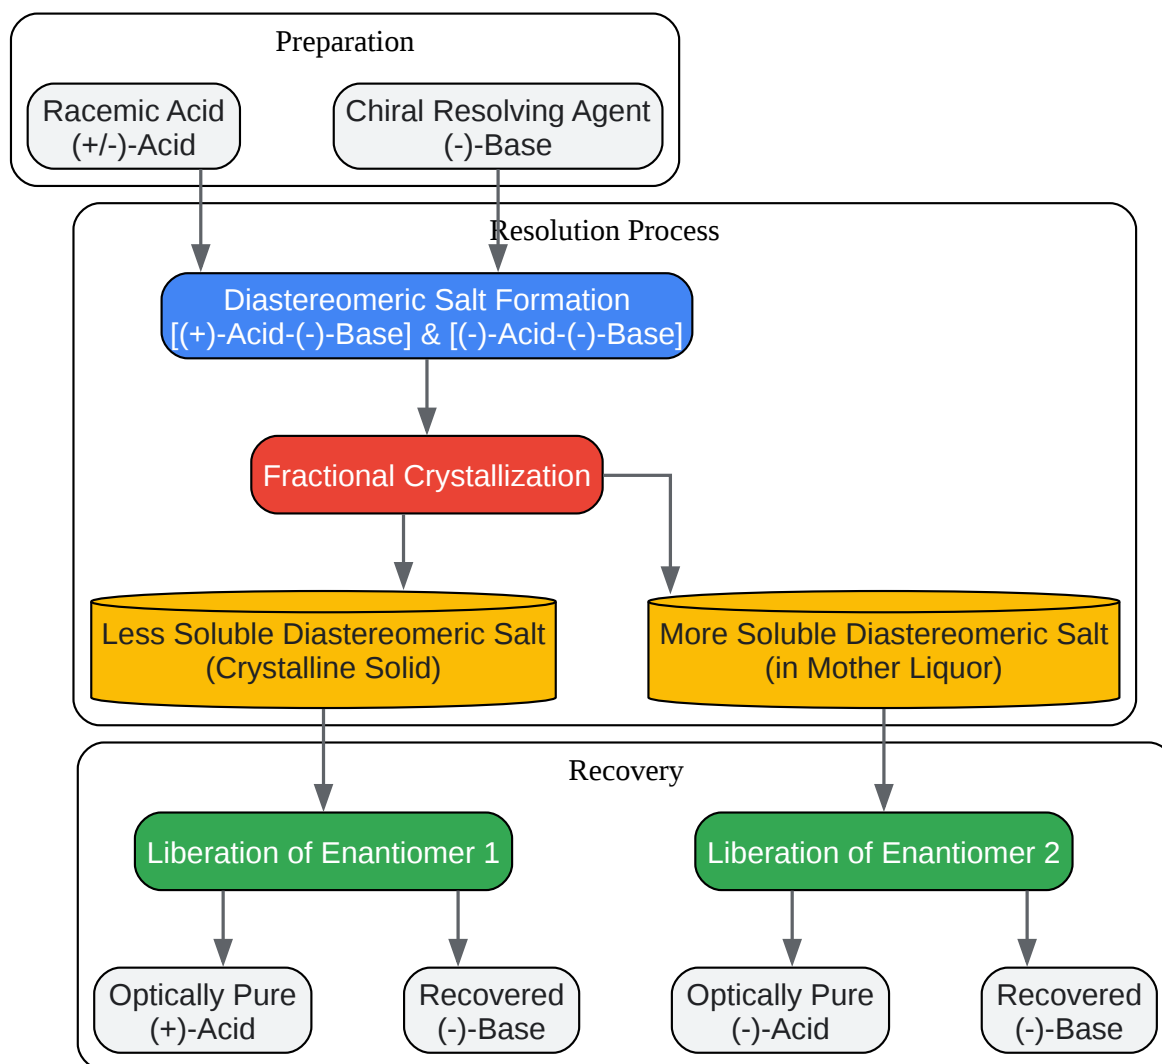 Preparation
Racemic Acid
(+/-)-Acid
Chiral Resolving Agent
(-)-Base
Resolution Process
Diastereomeric Salt Formation
[(+)-Acid-(-)-Base] & [(-)-Acid-(-)-Base]
Fractional Crystallization
Less Soluble Diastereomeric Salt
(Crystalline Solid)
More Soluble Diastereomeric Salt
(in Mother Liquor)
Recovery
Liberation of Enantiomer 1
Liberation of Enantiomer 2
Optically Pure
(+)-Acid
Recovered
(-)-Base
Optically Pure
(-)-Acid
Recovered
(-)-Base